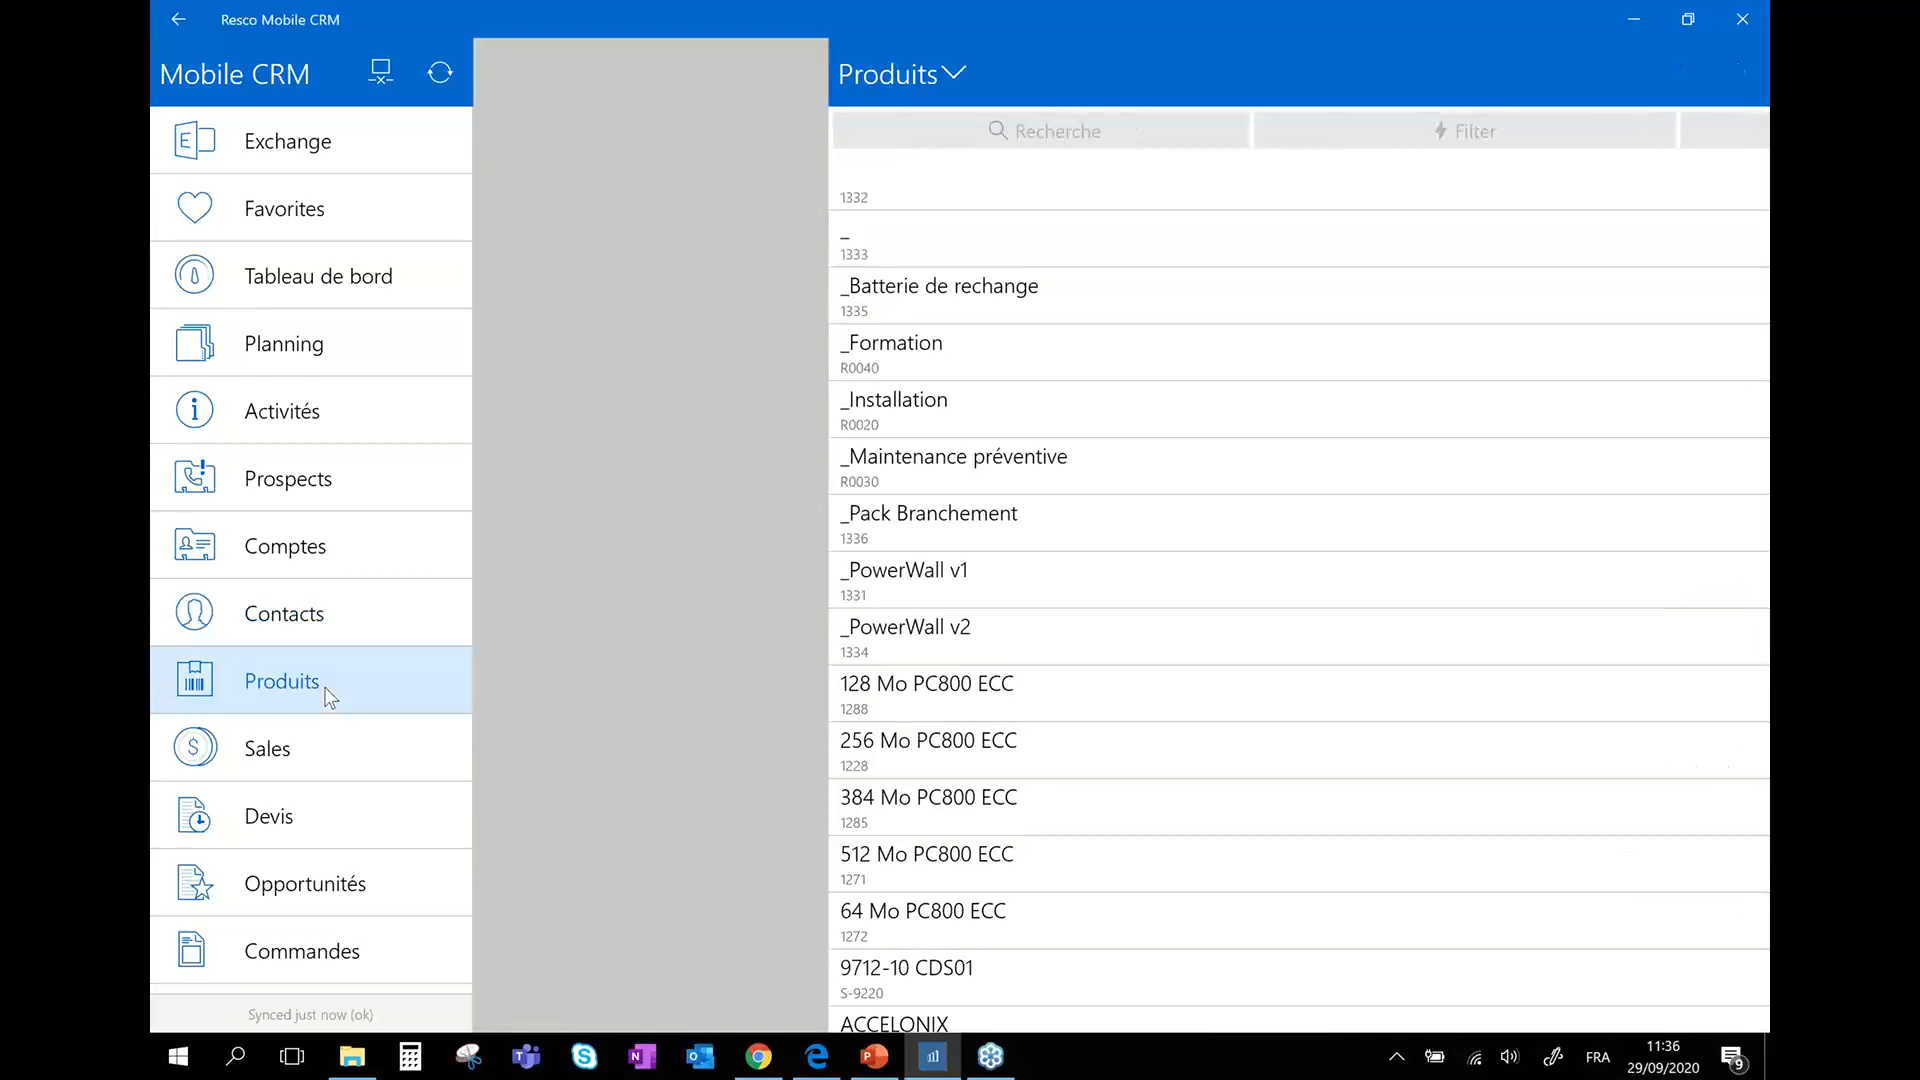 Resco Mobile CRM
Mobile CRM
Exchange
Favorites
Tableau de bord
Planning
Activités
Prospects
Comptes
Contacts
Produits
Sales
Devis
Opportunités
Commandes
Synced just now (ok)
Produits
Recherche
Filter
1332
_
1333
_Batterie de rechange
1335
_Formation
R0040
_Installation
R0020
_Maintenance préventive
R0030
_Pack Branchement
1336
_PowerWall v1
1331
_PowerWall v2
1334
128 Mo PC800 ECC
1288
256 Mo PC800 ECC
1228
384 Mo PC800 ECC
1285
512 Mo PC800 ECC
1271
64 Mo PC800 ECC
1272
9712-10 CDS01
S-9220
ACCELONIX
FRA
11:36
29/09/2020
9